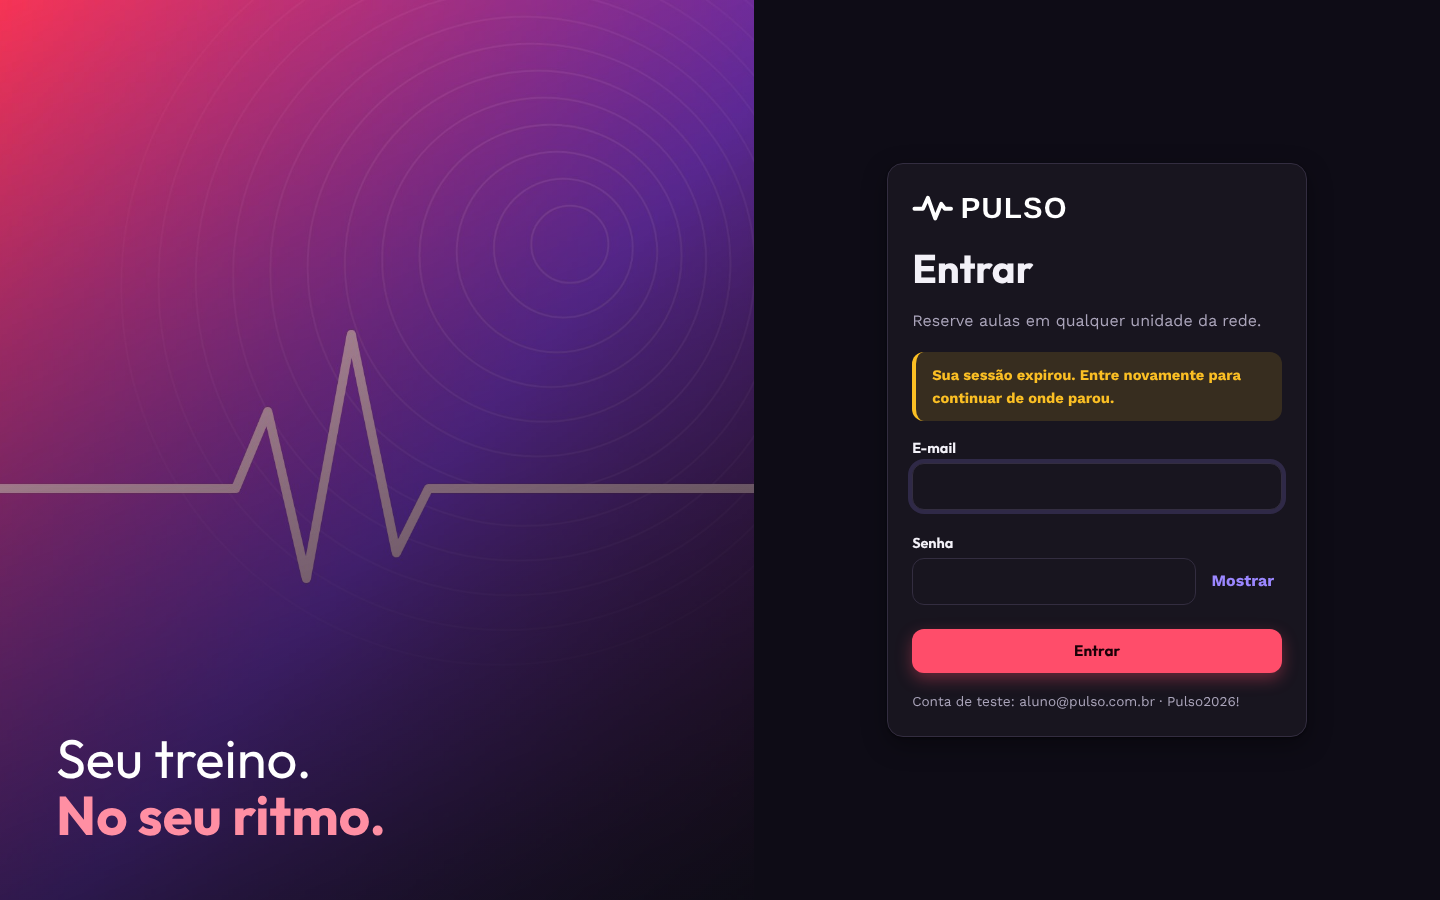 Seu treino.
No seu ritmo.
PULSO
Entrar
Reserve aulas em qualquer unidade da rede.
Sua sessão expirou. Entre novamente para
continuar de onde parou.
E-mail
Senha
Mostrar
Entrar
Conta de teste: aluno@pulso.com.br · Pulso2026!